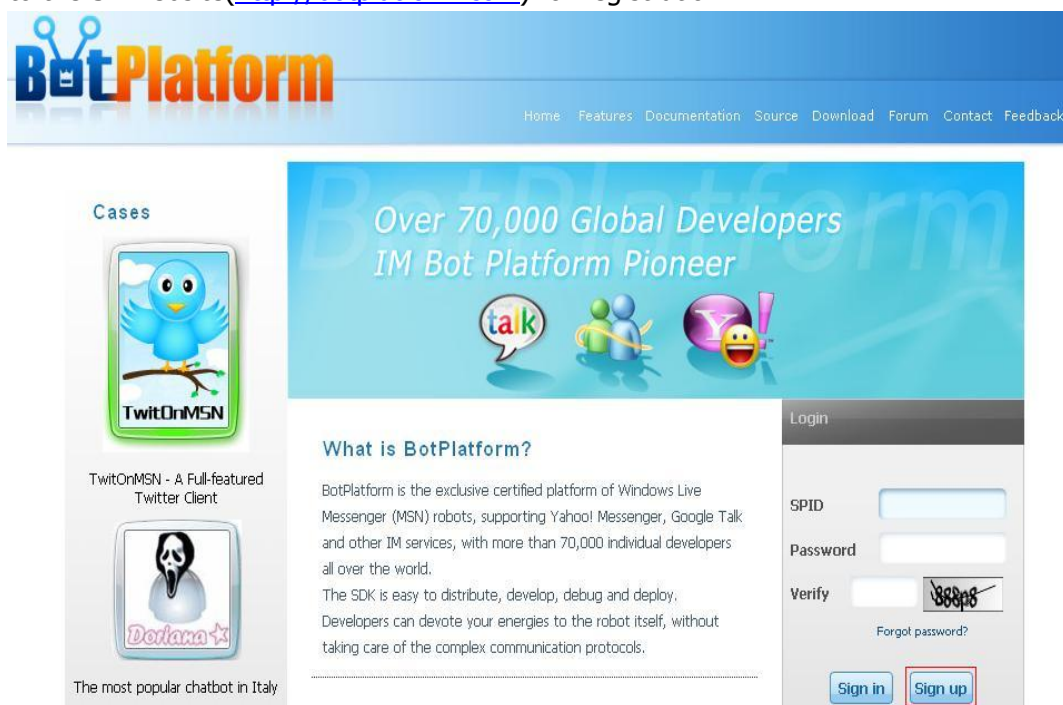 BotPlatform
Home Features Documentation Source Download Forum Contact Feedback
Cases
BotPlatform
Over 70,000 Global Developers
IM Bot Platform Pioneer
talk
Y!
TwitOnMSN
TwitOnMSN - A Full-featured
Twitter Client
Doriana
The most popular chatbot in Italy
What is BotPlatform?
BotPlatform is the exclusive certified platform of Windows Live
Messenger (MSN) robots, supporting Yahoo! Messenger, Google Talk
and other IM services, with more than 70,000 individual developers
all over the world.
The SDK is easy to distribute, develop, debug and deploy.
Developers can devote your energies to the robot itself, without
taking care of the complex communication protocols.
Login
SPID
Password
Verify
Forgot password?
Sign in Sign up